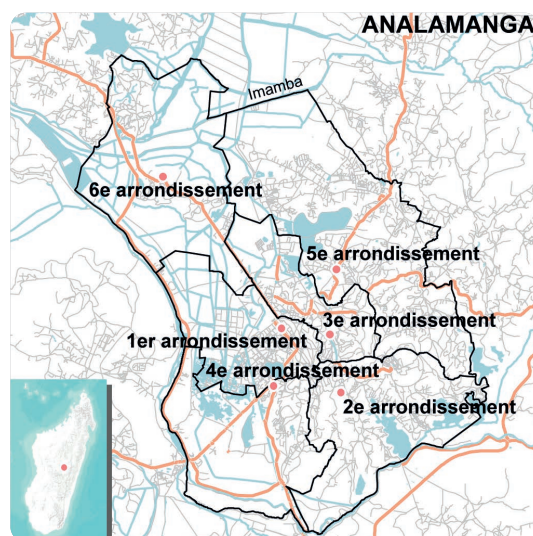 ANALAMANGA
Imamba
6e arrondissement
5e arrondissement
3e arrondissement
1er arrondissement
4e arrondissement
2e arrondissement